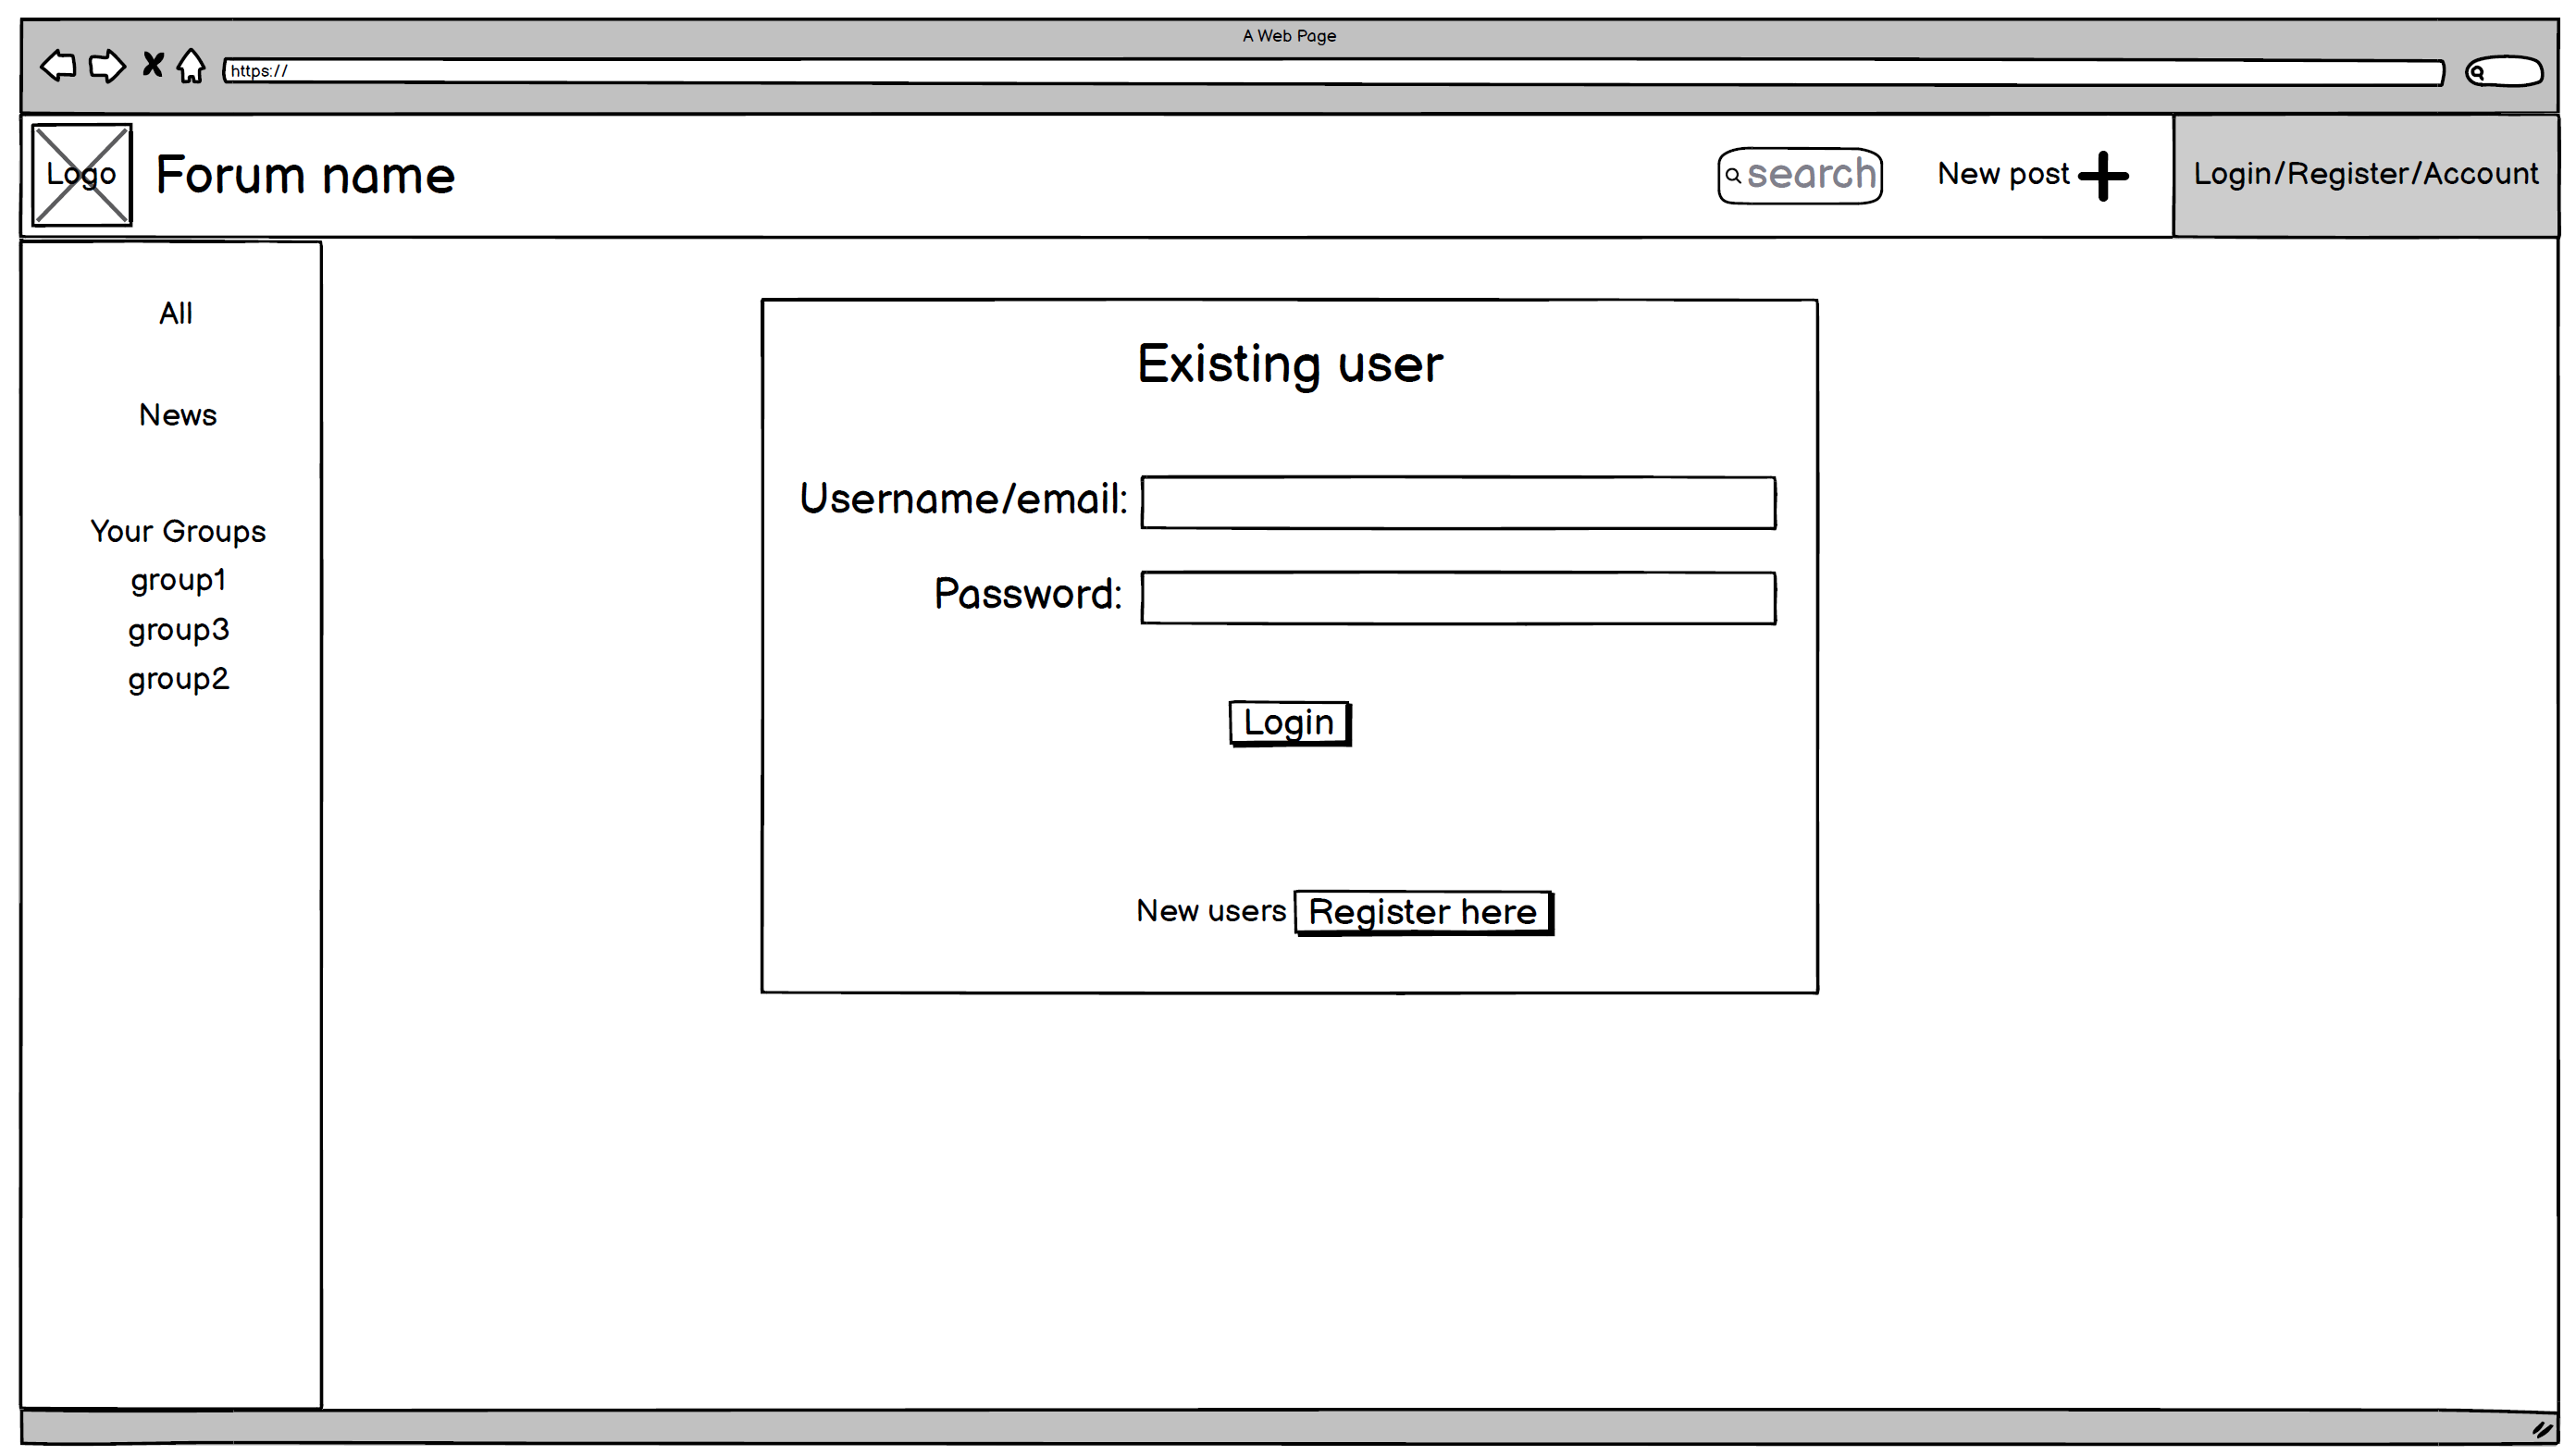 A Web Page
https://
Logo
Forum name
search
New post
Login/Register/Account
All
News
Your Groups
group1
group3
group2
Existing user
Username/email:
Password:
Login
New users Register here